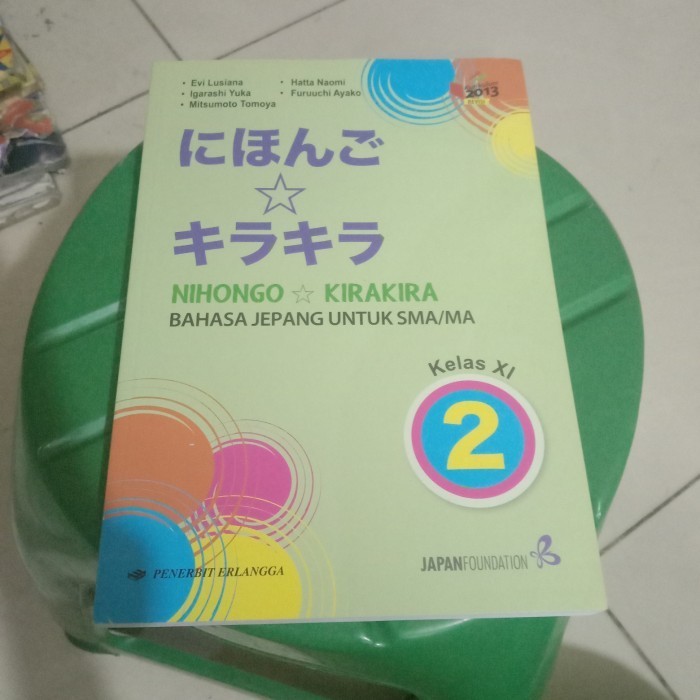 • Evi Lusiana • Hatta Naomi
• Igarashi Yuka • Furuuchi Ayako
• Mitsumoto Tomoya
2013
にほんご
☆
キラキラ
NIHONGO ☆ KIRAKIRA
BAHASA JEPANG UNTUK SMA/MA
Kelas XI
2
PENERBIT ERLANGGA
JAPANFOUNDATION